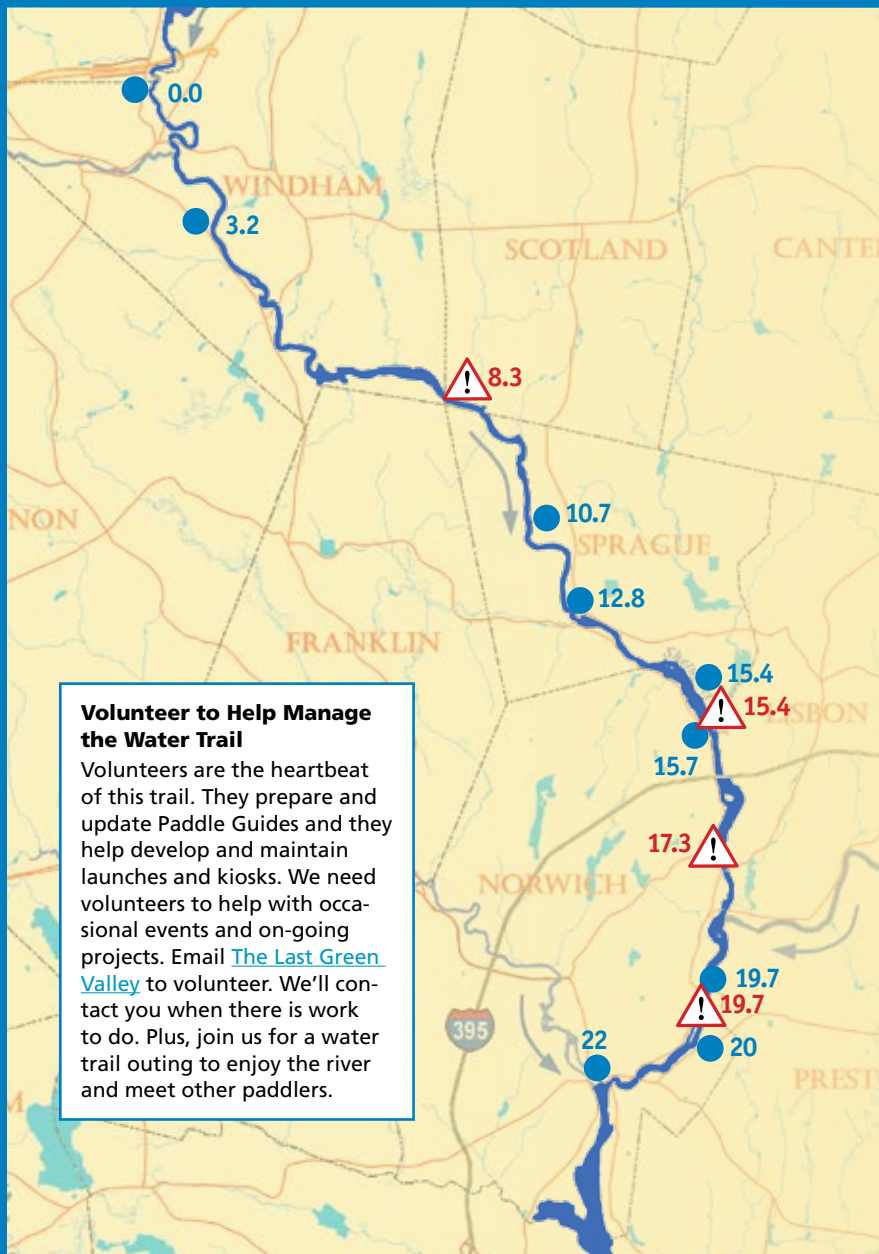 0.0
WINDHAM
3.2
SCOTLAND
8.3
10.7
NON
SPRAGUE
12.8
FRANKLIN
15.4
15.4
LISBON
15.7
Volunteer to Help Manage
the Water Trail
Volunteers are the heartbeat
of this trail. They prepare and
update Paddle Guides and they
help develop and maintain
launches and kiosks. We need
volunteers to help with occa-
sional events and on-going
projects. Email The Last Green
Valley to volunteer. We’ll con-
tact you when there is work
to do. Plus, join us for a water
trail outing to enjoy the river
and meet other paddlers.
17.3
NORWICH
19.7
19.7
395
22
20
PREST
M